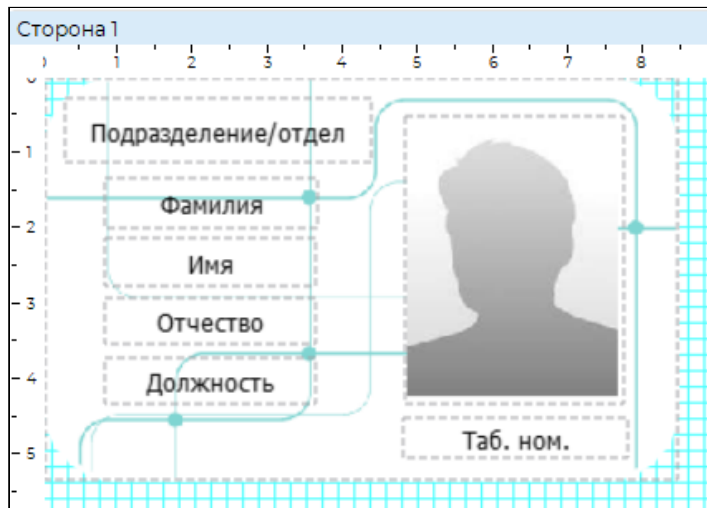 Сторона 1
0 1 2 3 4 5 6 7 8
0
1
2
3
4
5
Подразделение/отдел
Фамилия
Имя
Отчество
Должность
Таб. ном.